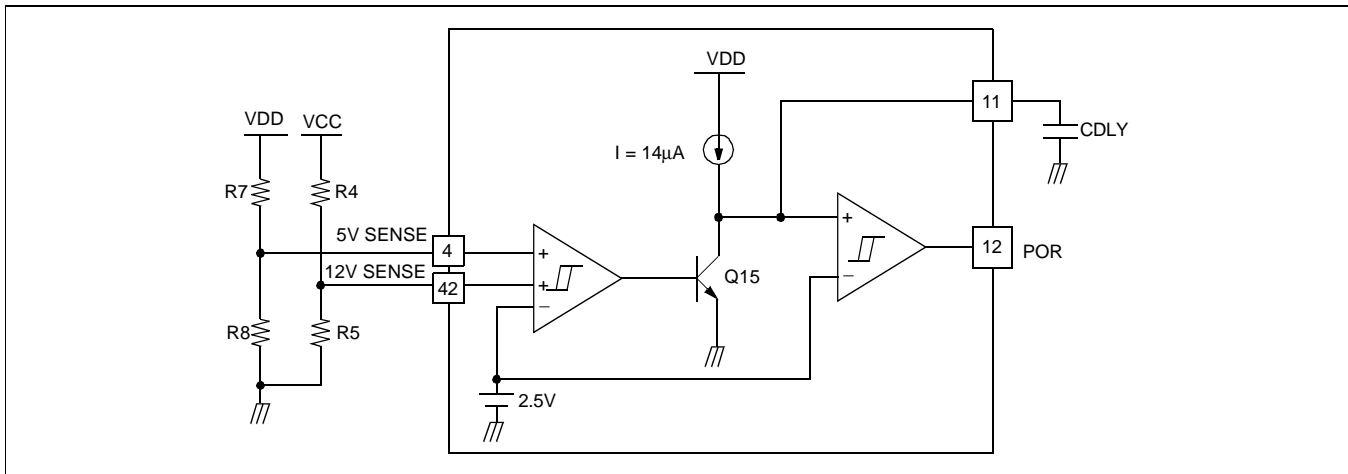 VDD
11
CDLY
VDD
VCC
I = 14μA
R7
R4
5V SENSE
4
+
+
12
POR
12V SENSE
42
+
−
−
Q15
R8
R5
2.5V